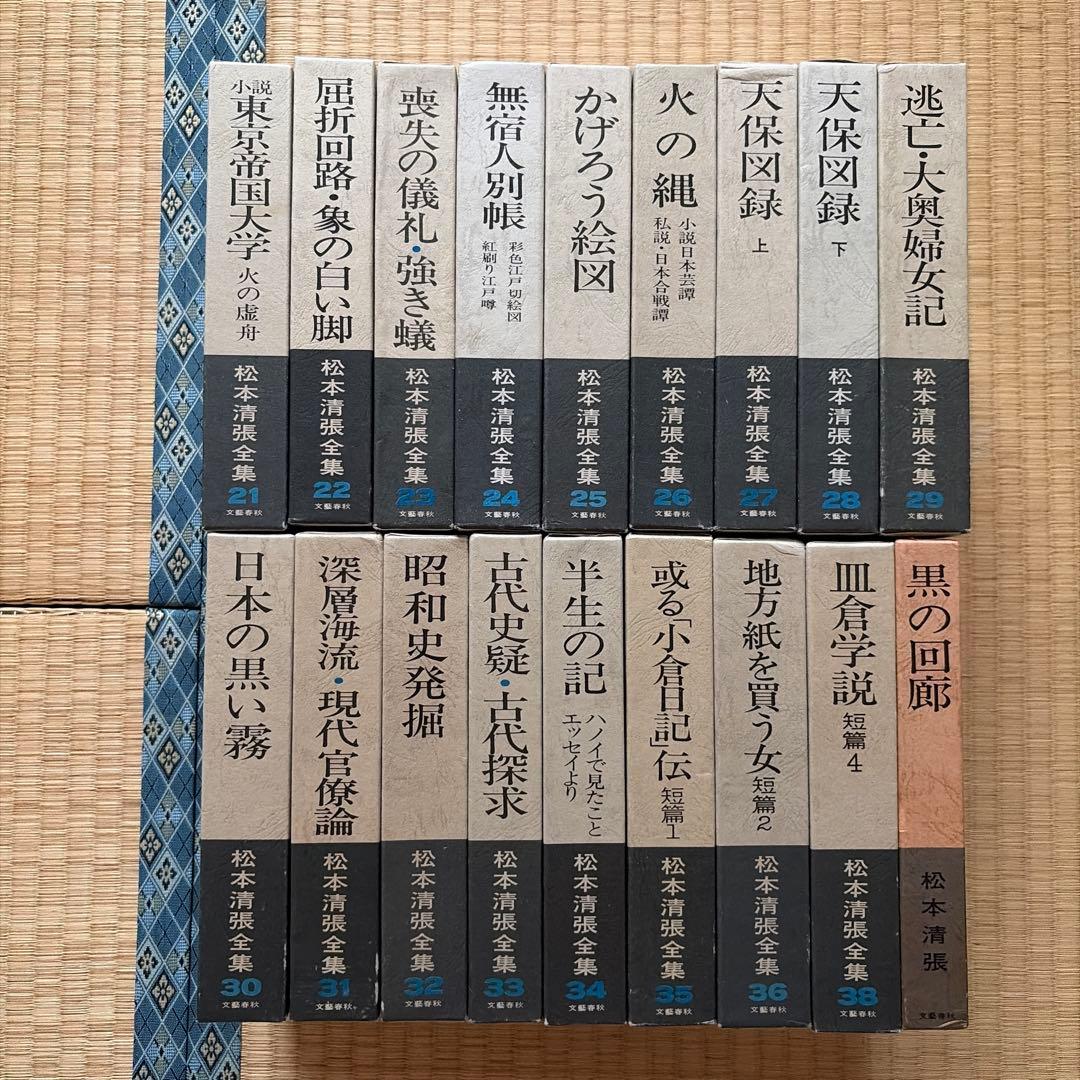 小説
東京帝国大学
火の虚舟
松本清張全集
21
文藝春秋
屈折回路・象の白い脚
松本清張全集
22
文藝春秋
喪失の儀礼・強き蟻
松本清張全集
23
文藝春秋
無宿人別帳
彩色江戸切絵図
紅刷り江戸噂
松本清張全集
24
文藝春秋
かげろう絵図
松本清張全集
25
文藝春秋
火の縄
小説日本芸譚
私説・日本合戦譚
松本清張全集
26
文藝春秋
天保図録
上
松本清張全集
27
文藝春秋
天保図録
下
松本清張全集
28
文藝春秋
逃亡・大奥婦女記
松本清張全集
29
文藝春秋
日本の黒い霧
松本清張全集
30
文藝春秋
深層海流・現代官僚論
松本清張全集
31
文藝春秋
昭和史発掘
松本清張全集
32
文藝春秋
古代史疑・古代探求
松本清張全集
33
文藝春秋
半生の記
ハノイで見たこと
エッセイより
松本清張全集
34
文藝春秋
或る「小倉日記」伝
短篇1
松本清張全集
35
文藝春秋
地方紙を買う女
短篇2
松本清張全集
36
文藝春秋
皿倉学説
短篇4
松本清張全集
38
文藝春秋
黒の回廊
松本清張
文藝春秋